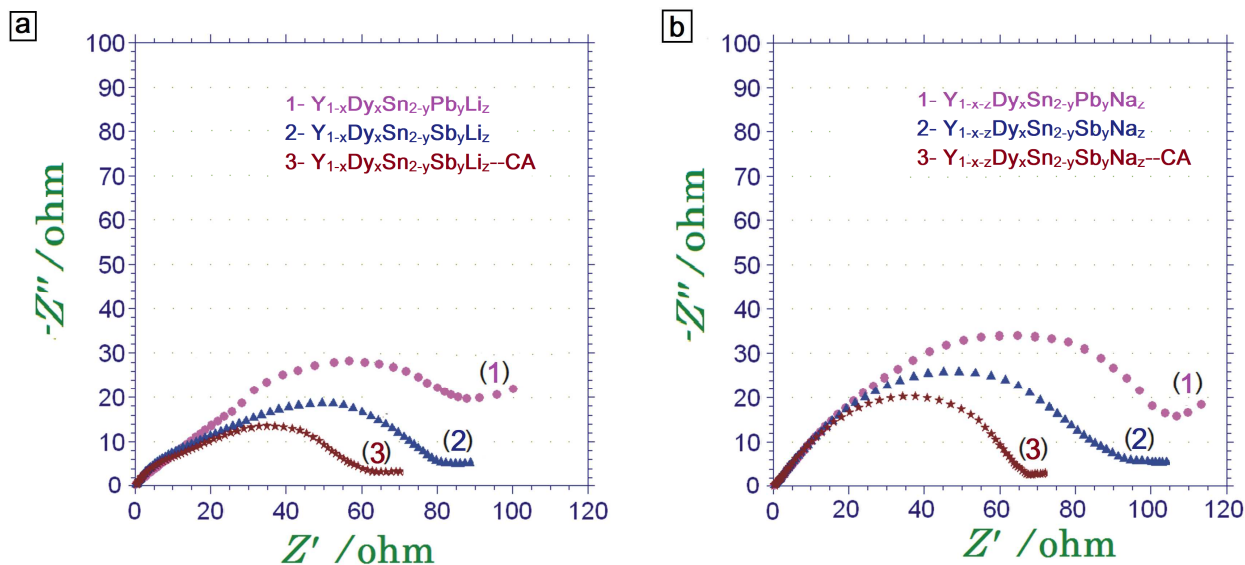 a
100
90
80
70
60
50
40
30
20
10
0
-Z'' /ohm
1- Y1-xDyxSn2-yPbyLiz
2- Y1-xDyxSn2-ySbyLiz
3- Y1-xDyxSn2-ySbyLiz--CA
(1)
(2)
(3)
0 20 40 60 80 100 120
Z' /ohm
b
100
90
80
70
60
50
40
30
20
10
0
-Z'' /ohm
1- Y1-x-zDyxSn2-yPbyNaz
2- Y1-x-zDyxSn2-ySbyNaz
3- Y1-x-zDyxSn2-ySbyNaz--CA
(1)
(2)
(3)
0 20 40 60 80 100 120
Z' /ohm